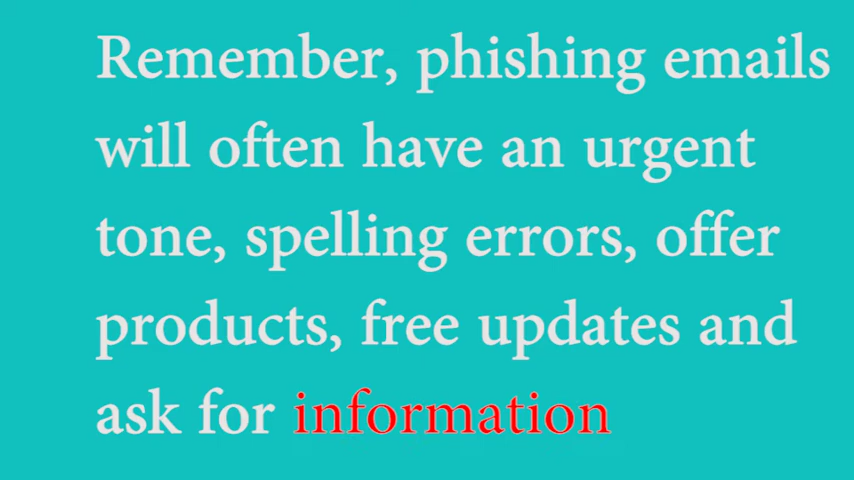 Remember, phishing emails
will often have an urgent
tone, spelling errors, offer
products, free updates and
ask for information